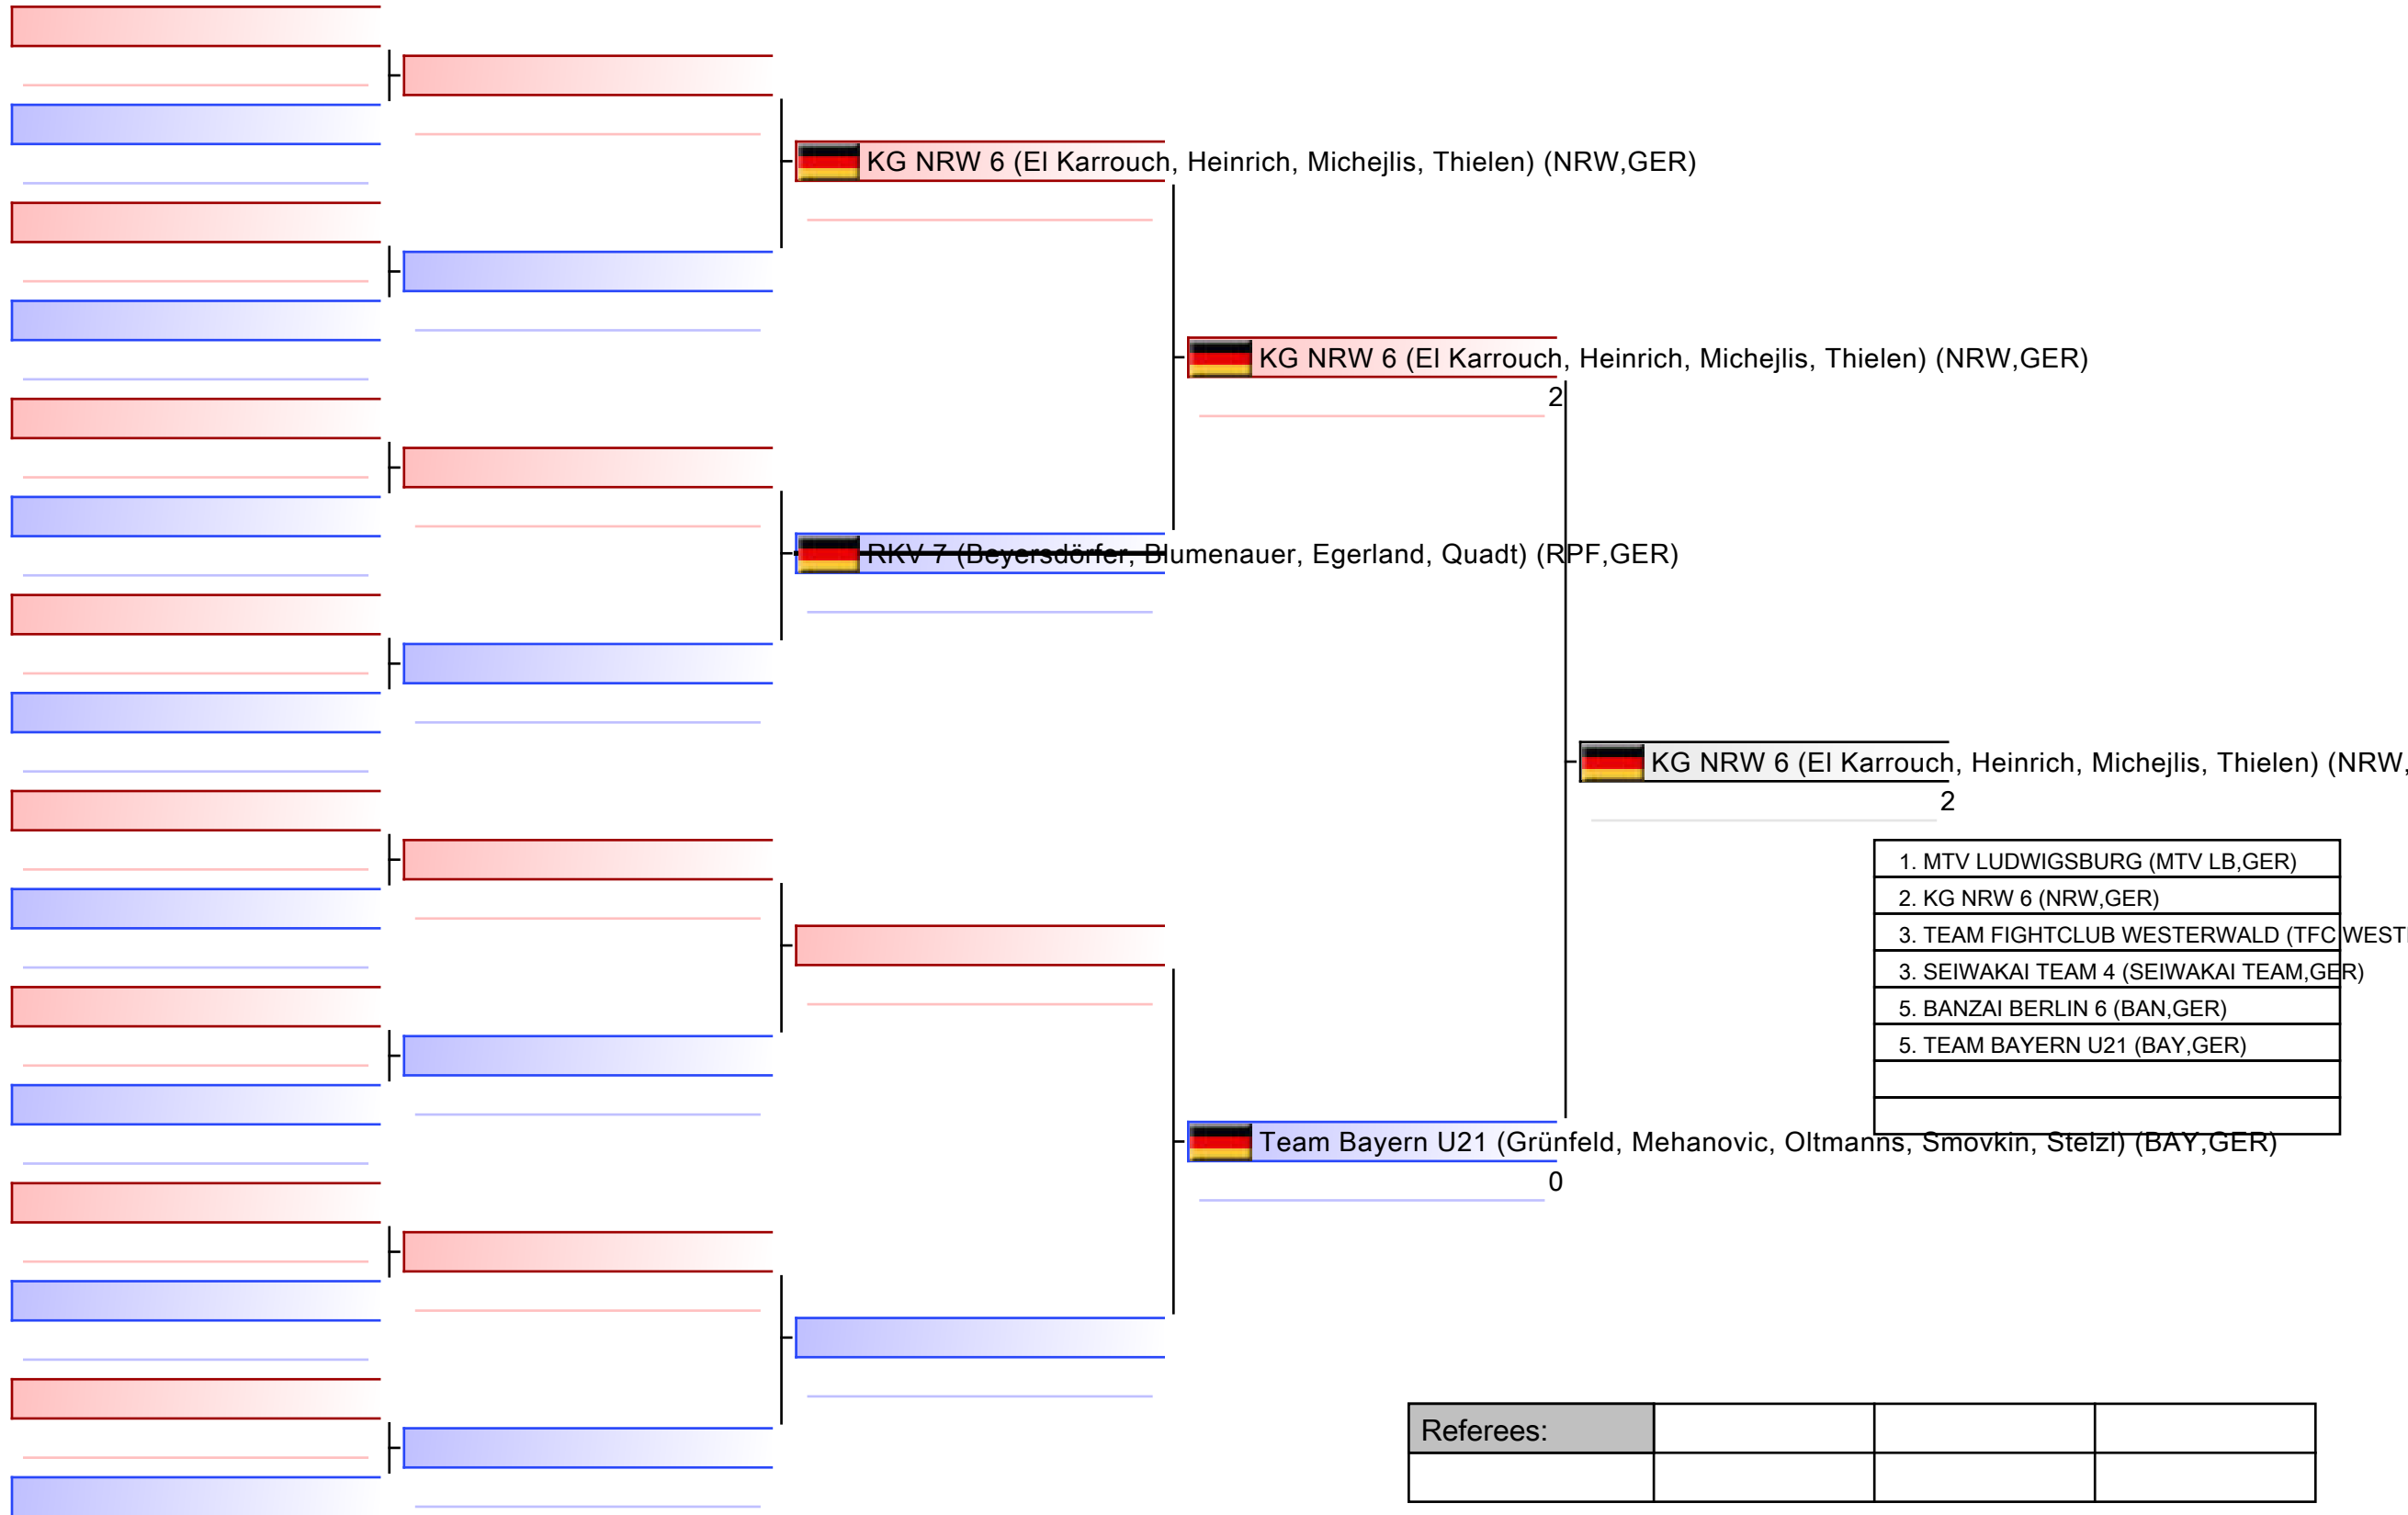 KG NRW 6 (El Karrouch, Heinrich, Michejlis, Thielen) (NRW,GER)
KG NRW 6 (El Karrouch, Heinrich, Michejlis, Thielen) (NRW,GER)
2
RKV 7 (Beyersdörfer, Blumenauer, Egerland, Quadt) (RPF,GER)
KG NRW 6 (El Karrouch, Heinrich, Michejlis, Thielen) (NRW,
2
1. MTV LUDWIGSBURG (MTV LB,GER)
2. KG NRW 6 (NRW,GER)
3. TEAM FIGHTCLUB WESTERWALD (TFC WEST
3. SEIWAKAI TEAM 4 (SEIWAKAI TEAM,GER)
5. BANZAI BERLIN 6 (BAN,GER)
5. TEAM BAYERN U21 (BAY,GER)
Team Bayern U21 (Grünfeld, Mehanovic, Oltmanns, Smovkin, Stelzl) (BAY,GER)
0
Referees: